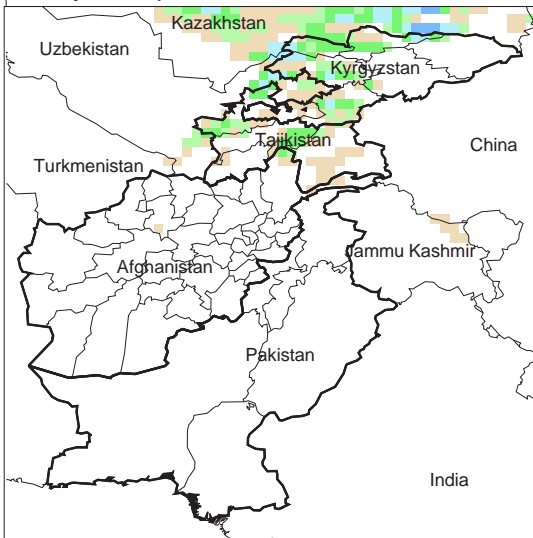 Kazakhstan
Uzbekistan
Kyrgyzstan
Tajikistan
China
Turkmenistan
Jammu Kashmir
Afghanistan
Pakistan
India